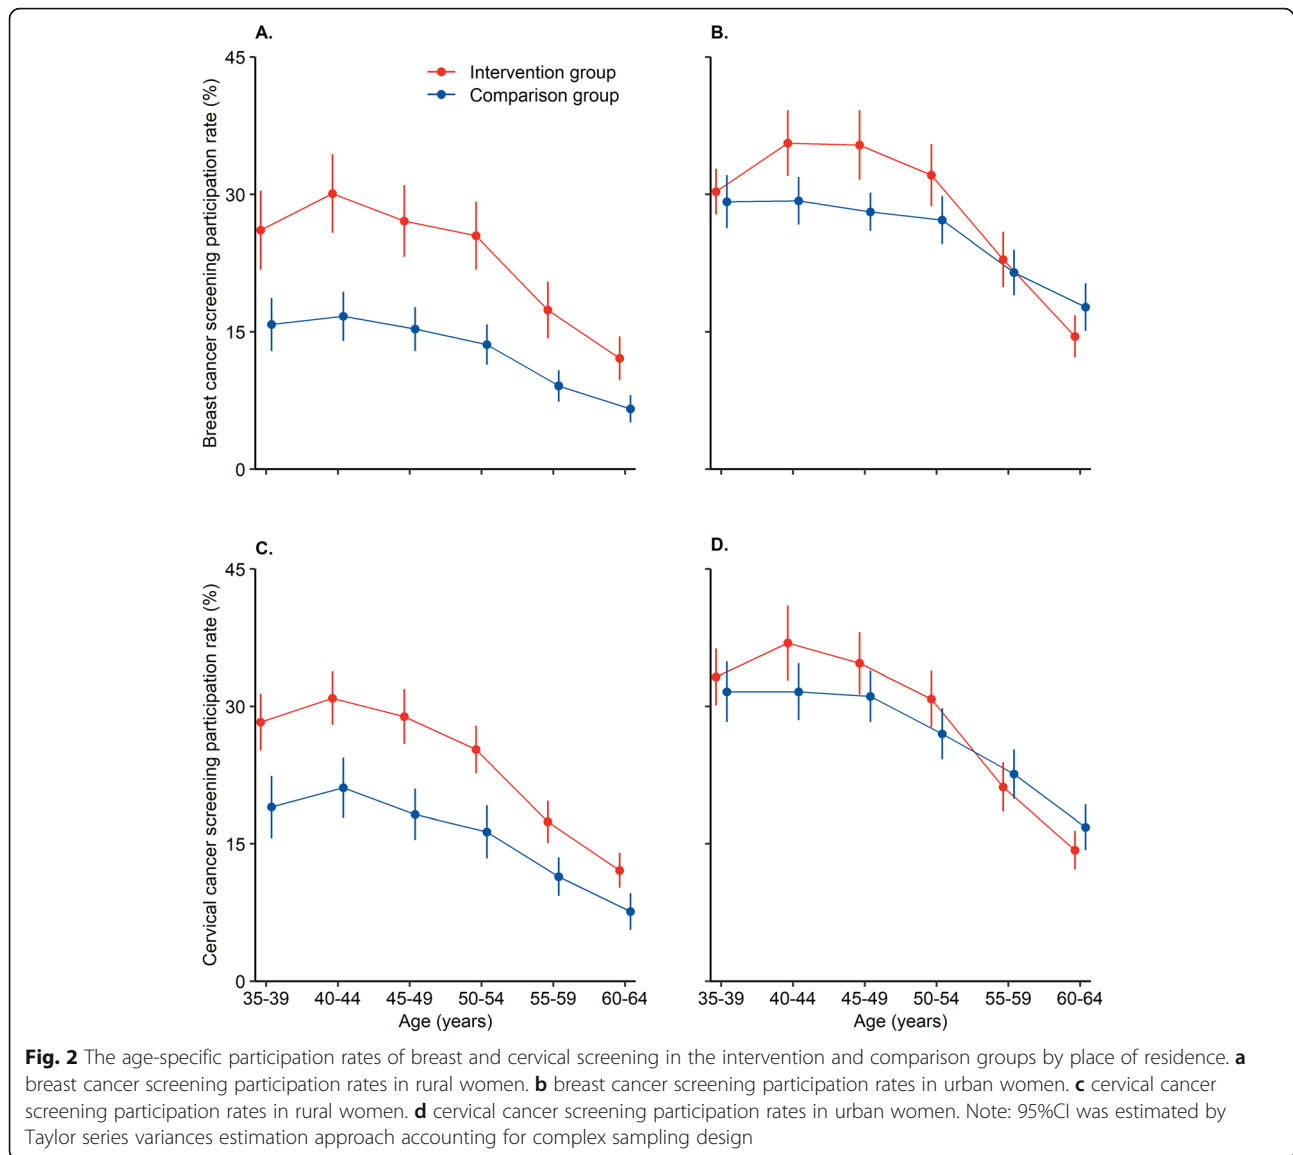 A.
B.
45
Intervention group
Comparison group
30
15
0
Breast cancer screening participation rate (%)
C.
D.
45
30
15
0
Cervical cancer screening participation rate (%)
35-39 40-44 45-49 50-54 55-59 60-64
35-39 40-44 45-49 50-54 55-59 60-64
Age (years)
Age (years)
Fig. 2 The age-specific participation rates of breast and cervical screening in the intervention and comparison groups by place of residence. a
breast cancer screening participation rates in rural women. b breast cancer screening participation rates in urban women. c cervical cancer
screening participation rates in rural women. d cervical cancer screening participation rates in urban women. Note: 95%CI was estimated by
Taylor series variances estimation approach accounting for complex sampling design